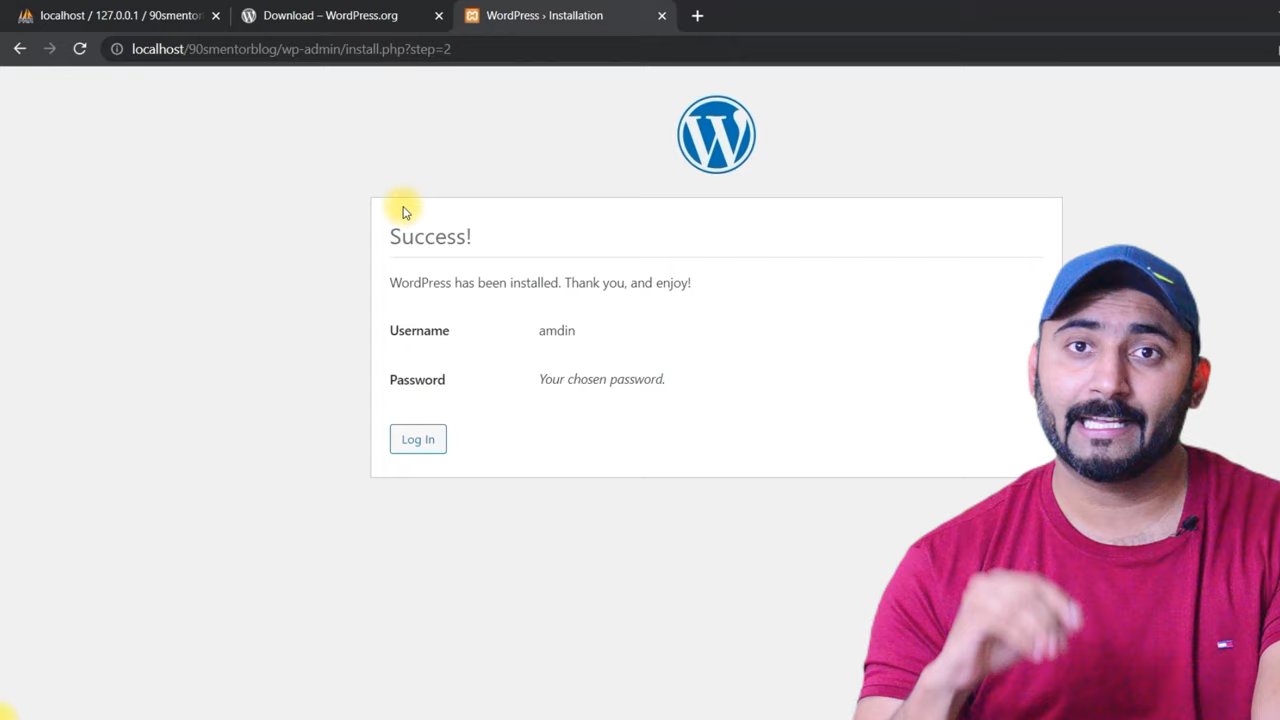 localhost / 127.0.0.1 / 90smentor
Download – WordPress.org
WordPress › Installation
localhost/90smentorblog/wp-admin/install.php?step=2
W
Success!
WordPress has been installed. Thank you, and enjoy!
Username amdin
Password Your chosen password.
Log In